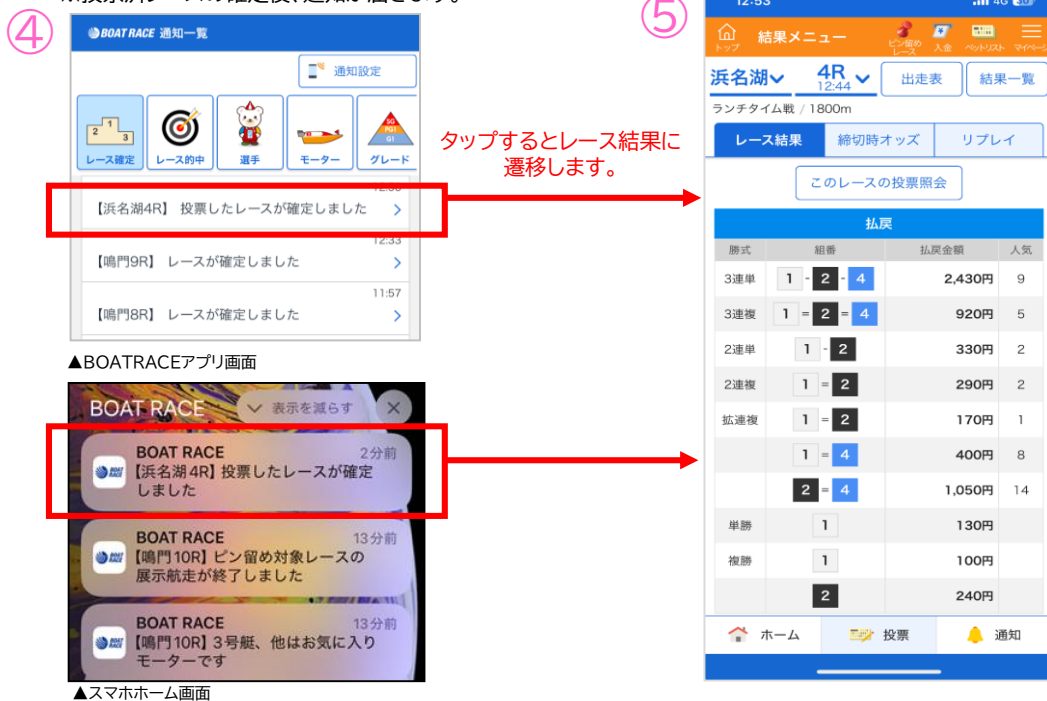 ④
BOAT RACE 通知一覧
通知設定
2 1 3
SG
PG1
G1
レース確定
レース的中
選手
モーター
グレード
【浜名湖4R】 投票したレースが確定しました
12:33
【鳴門9R】 レースが確定しました
11:57
【鳴門8R】 レースが確定しました
▲BOATRACEアプリ画面
BOAT RACE
表示を減らす
BOAT RACE 2分前
【浜名湖4R】投票したレースが確定
しました
BOAT RACE 13分前
【鳴門10R】ピン留め対象レースの
展示航走が終了しました
BOAT RACE 13分前
【鳴門10R】3号艇、他はお気に入り
モーターです
▲スマホホーム画面
タップするとレース結果に
遷移します。
⑤
12:53 4G
トップ 結果メニュー ピン留め
レース 入金 ベットリスト マイページ
浜名湖 4R 12:44 出走表 結果一覧
ランチタイム戦 / 1800m
レース結果 締切時オッズ リプレイ
このレースの投票照会
払戻
勝式 組番 払戻金額 人気
3連単 1 - 2 - 4 2,430円 9
3連複 1 = 2 = 4 920円 5
2連単 1 - 2 330円 2
2連複 1 = 2 290円 2
拡連複 1 = 2 170円 1
1 = 4 400円 8
2 = 4 1,050円 14
単勝 1 130円
複勝 1 100円
2 240円
ホーム 投票 通知